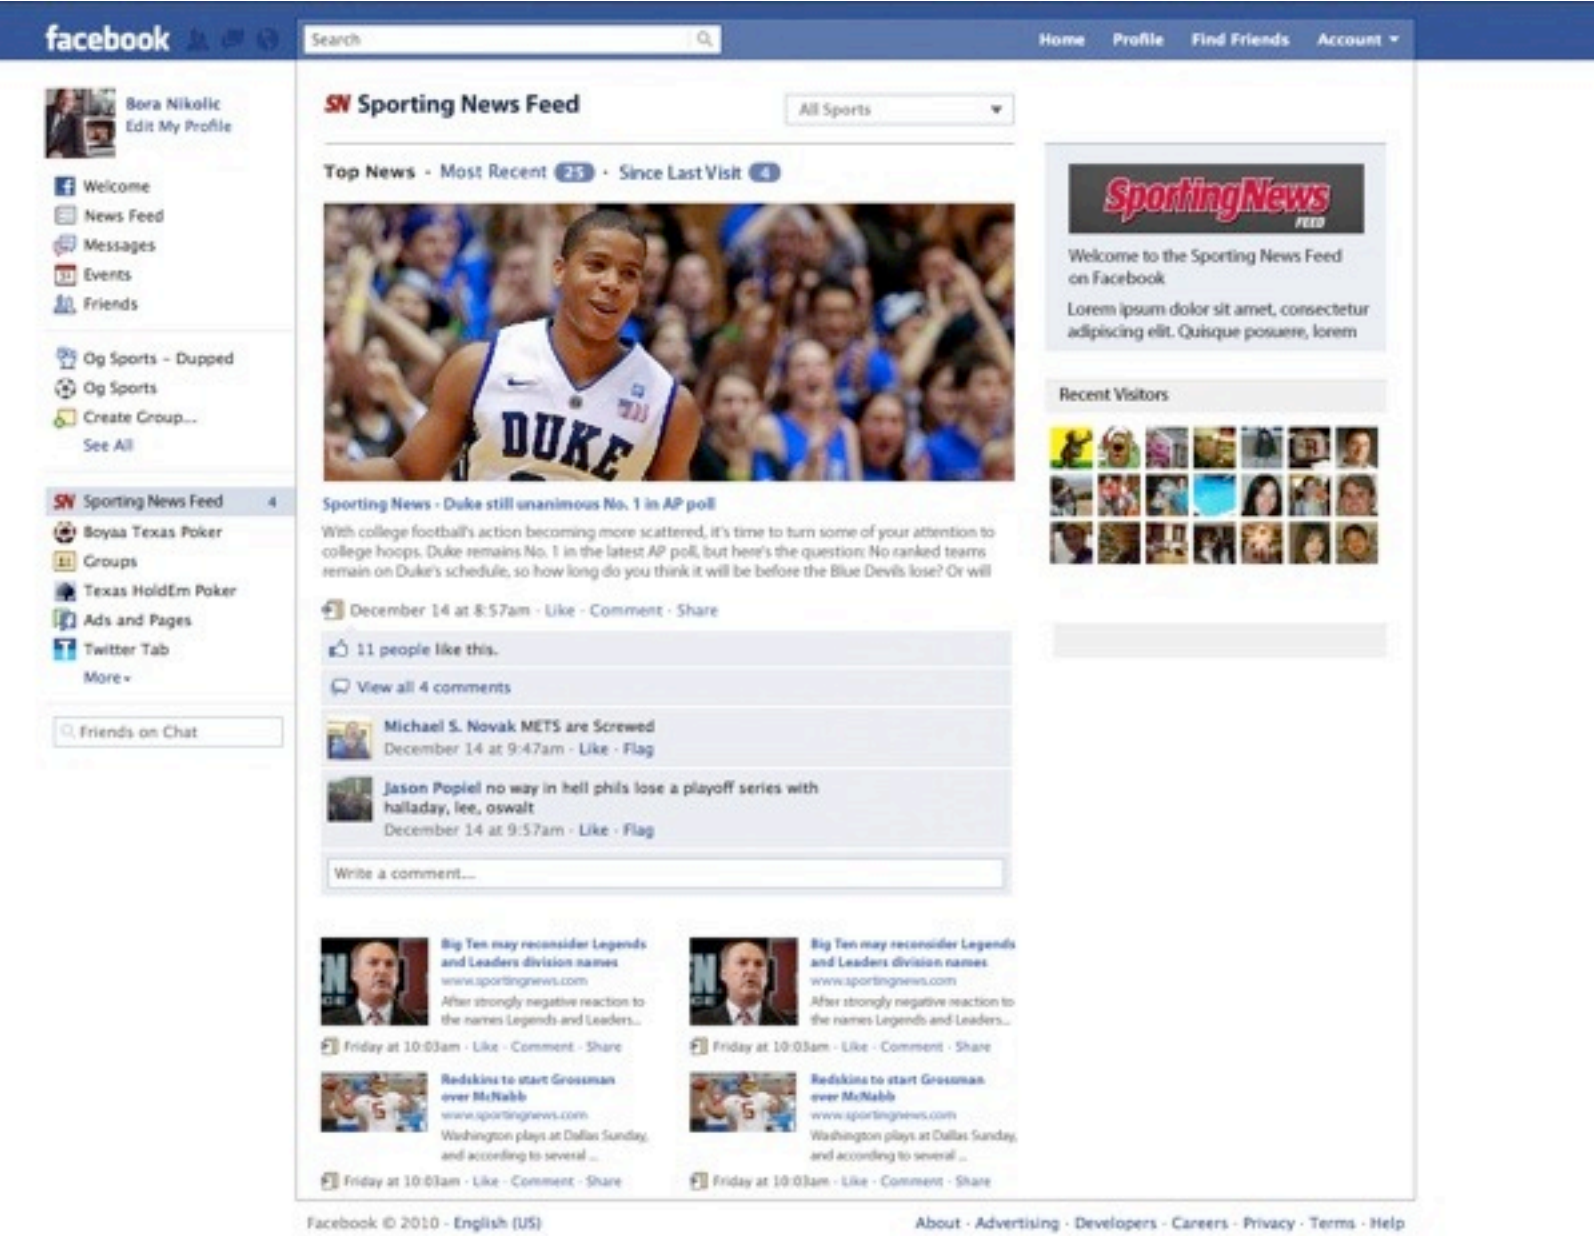 facebook
Search
Home Profile Find Friends Account
Bora Nikolic
Edit My Profile
Welcome
News Feed
Messages
Events
Friends
Og Sports - Dupped
Og Sports
Create Group...
See All
SN Sporting News Feed 4
Boyaa Texas Poker
Groups
Texas HoldEm Poker
Ads and Pages
Twitter Tab
More
Friends on Chat
SN Sporting News Feed
All Sports
Top News · Most Recent 25 · Since Last Visit 4
DUKE
Sporting News - Duke still unanimous No. 1 in AP poll
With college football's action becoming more scattered, it's time to turn some of your attention to
college hoops. Duke remains No. 1 in the latest AP poll, but here's the question: No ranked teams
remain on Duke's schedule, so how long do you think it will be before the Blue Devils lose? Or will
December 14 at 8:57am · Like · Comment · Share
11 people like this.
View all 4 comments
Michael S. Novak METS are Screwed
December 14 at 9:47am · Like · Flag
Jason Popiel no way in hell phils lose a playoff series with
halladay, lee, oswalt
December 14 at 9:57am · Like · Flag
Write a comment...
Big Ten may reconsider Legends
and Leaders division names
www.sportingnews.com
After strongly negative reaction to
the names Legends and Leaders...
Friday at 10:03am · Like · Comment · Share
Big Ten may reconsider Legends
and Leaders division names
www.sportingnews.com
After strongly negative reaction to
the names Legends and Leaders...
Friday at 10:03am · Like · Comment · Share
Redskins to start Grossman
over McNabb
www.sportingnews.com
Washington plays at Dallas Sunday,
and according to several ...
Friday at 10:03am · Like · Comment · Share
Redskins to start Grossman
over McNabb
www.sportingnews.com
Washington plays at Dallas Sunday,
and according to several ...
Friday at 10:03am · Like · Comment · Share
SportingNews
FEED
Welcome to the Sporting News Feed
on Facebook
Lorem ipsum dolor sit amet, consectetur
adipiscing elit. Quisque posuere, lorem
Recent Visitors
Facebook © 2010 · English (US)
About · Advertising · Developers · Careers · Privacy · Terms · Help